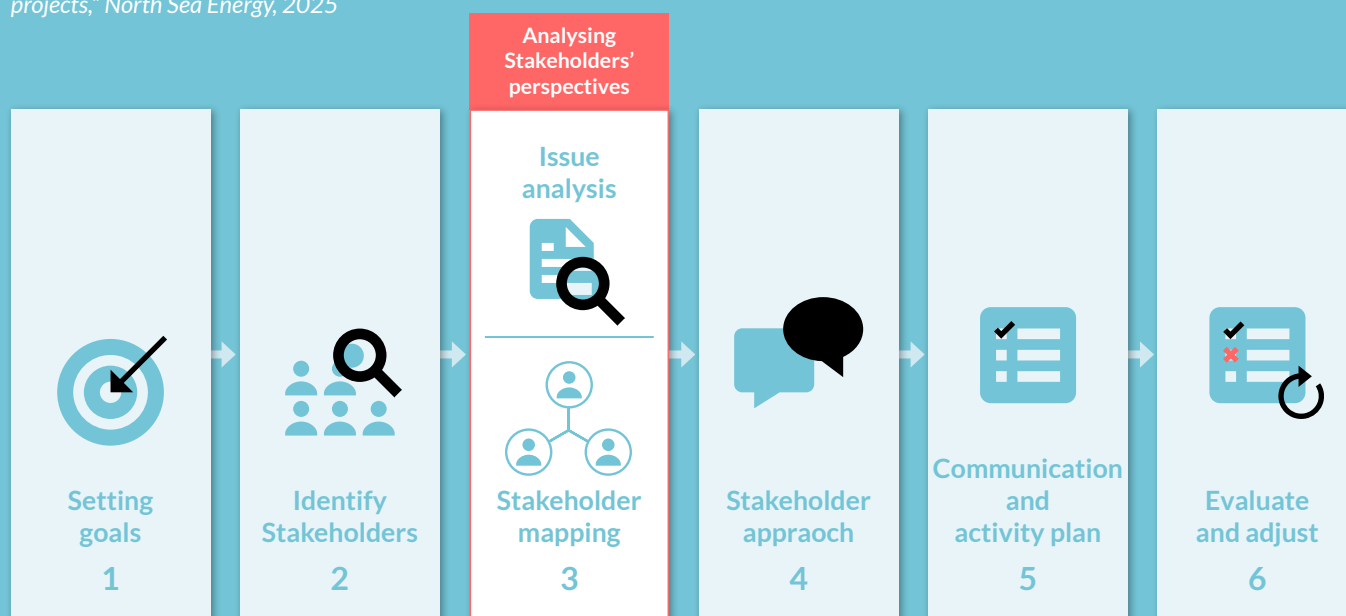 projects," North Sea Energy, 2025
Analysing
Stakeholders'
perspectives
Setting
goals
1
Identify
Stakeholders
2
Issue
analysis
Stakeholder
mapping
3
Stakeholder
appraoch
4
Communication
and
activity plan
5
Evaluate
and adjust
6